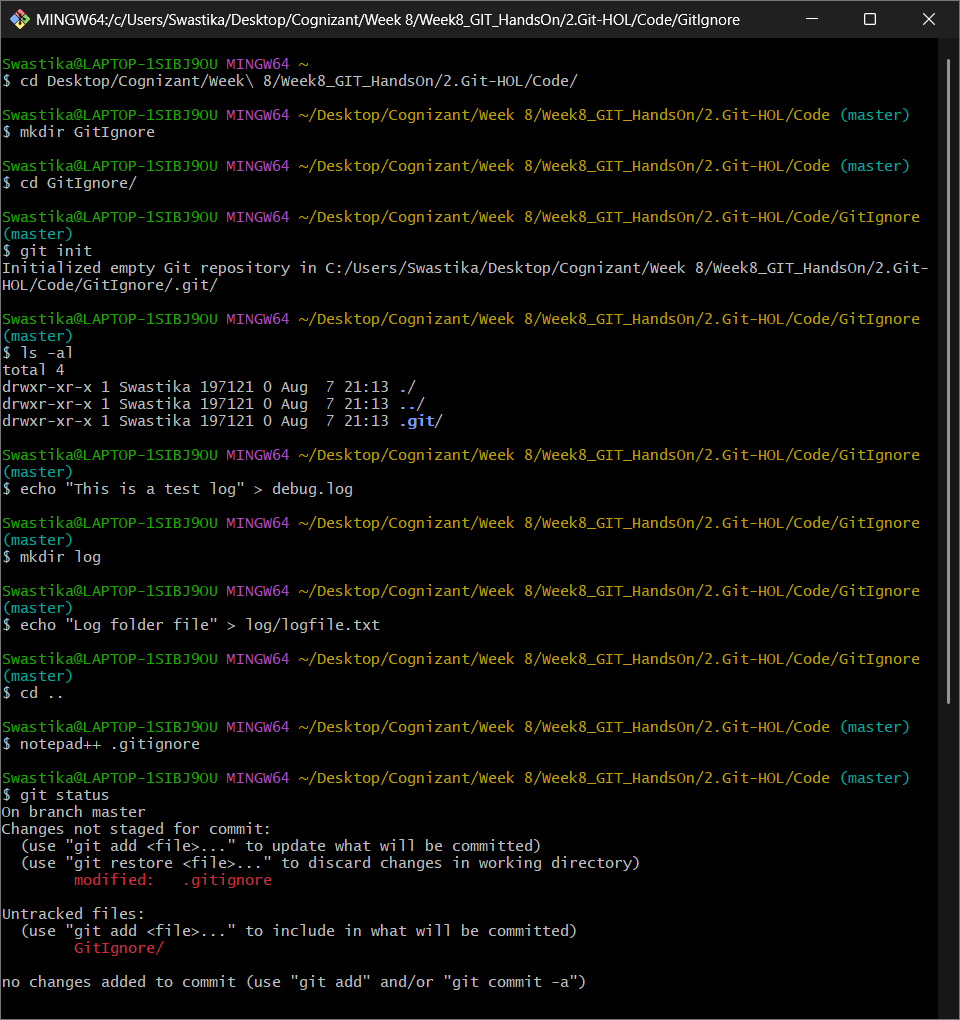 MINGW64:/c/Users/Swastika/Desktop/Cognizant/Week 8/Week8_GIT_HandsOn/2.Git-HOL/Code/GitIgnore
Swastika@LAPTOP-1SIBJ9OU MINGW64 ~
$ cd Desktop/Cognizant/Week\ 8/Week8_GIT_HandsOn/2.Git-HOL/Code/
Swastika@LAPTOP-1SIBJ9OU MINGW64 ~/Desktop/Cognizant/Week 8/Week8_GIT_HandsOn/2.Git-HOL/Code (master)
$ mkdir GitIgnore
Swastika@LAPTOP-1SIBJ9OU MINGW64 ~/Desktop/Cognizant/Week 8/Week8_GIT_HandsOn/2.Git-HOL/Code (master)
$ cd GitIgnore/
Swastika@LAPTOP-1SIBJ9OU MINGW64 ~/Desktop/Cognizant/Week 8/Week8_GIT_HandsOn/2.Git-HOL/Code/GitIgnore
(master)
$ git init
Initialized empty Git repository in C:/Users/Swastika/Desktop/Cognizant/Week 8/Week8_GIT_HandsOn/2.Git-
HOL/Code/GitIgnore/.git/
Swastika@LAPTOP-1SIBJ9OU MINGW64 ~/Desktop/Cognizant/Week 8/Week8_GIT_HandsOn/2.Git-HOL/Code/GitIgnore
(master)
$ ls -al
total 4
drwxr-xr-x 1 Swastika 197121 0 Aug  7 21:13 ./
drwxr-xr-x 1 Swastika 197121 0 Aug  7 21:13 ../
drwxr-xr-x 1 Swastika 197121 0 Aug  7 21:13 .git/
Swastika@LAPTOP-1SIBJ9OU MINGW64 ~/Desktop/Cognizant/Week 8/Week8_GIT_HandsOn/2.Git-HOL/Code/GitIgnore
(master)
$ echo "This is a test log" > debug.log
Swastika@LAPTOP-1SIBJ9OU MINGW64 ~/Desktop/Cognizant/Week 8/Week8_GIT_HandsOn/2.Git-HOL/Code/GitIgnore
(master)
$ mkdir log
Swastika@LAPTOP-1SIBJ9OU MINGW64 ~/Desktop/Cognizant/Week 8/Week8_GIT_HandsOn/2.Git-HOL/Code/GitIgnore
(master)
$ echo "Log folder file" > log/logfile.txt
Swastika@LAPTOP-1SIBJ9OU MINGW64 ~/Desktop/Cognizant/Week 8/Week8_GIT_HandsOn/2.Git-HOL/Code/GitIgnore
(master)
$ cd ..
Swastika@LAPTOP-1SIBJ9OU MINGW64 ~/Desktop/Cognizant/Week 8/Week8_GIT_HandsOn/2.Git-HOL/Code (master)
$ notepad++ .gitignore
Swastika@LAPTOP-1SIBJ9OU MINGW64 ~/Desktop/Cognizant/Week 8/Week8_GIT_HandsOn/2.Git-HOL/Code (master)
$ git status
On branch master
Changes not staged for commit:
  (use "git add <file>..." to update what will be committed)
  (use "git restore <file>..." to discard changes in working directory)
        modified:   .gitignore
Untracked files:
  (use "git add <file>..." to include in what will be committed)
        GitIgnore/
no changes added to commit (use "git add" and/or "git commit -a")